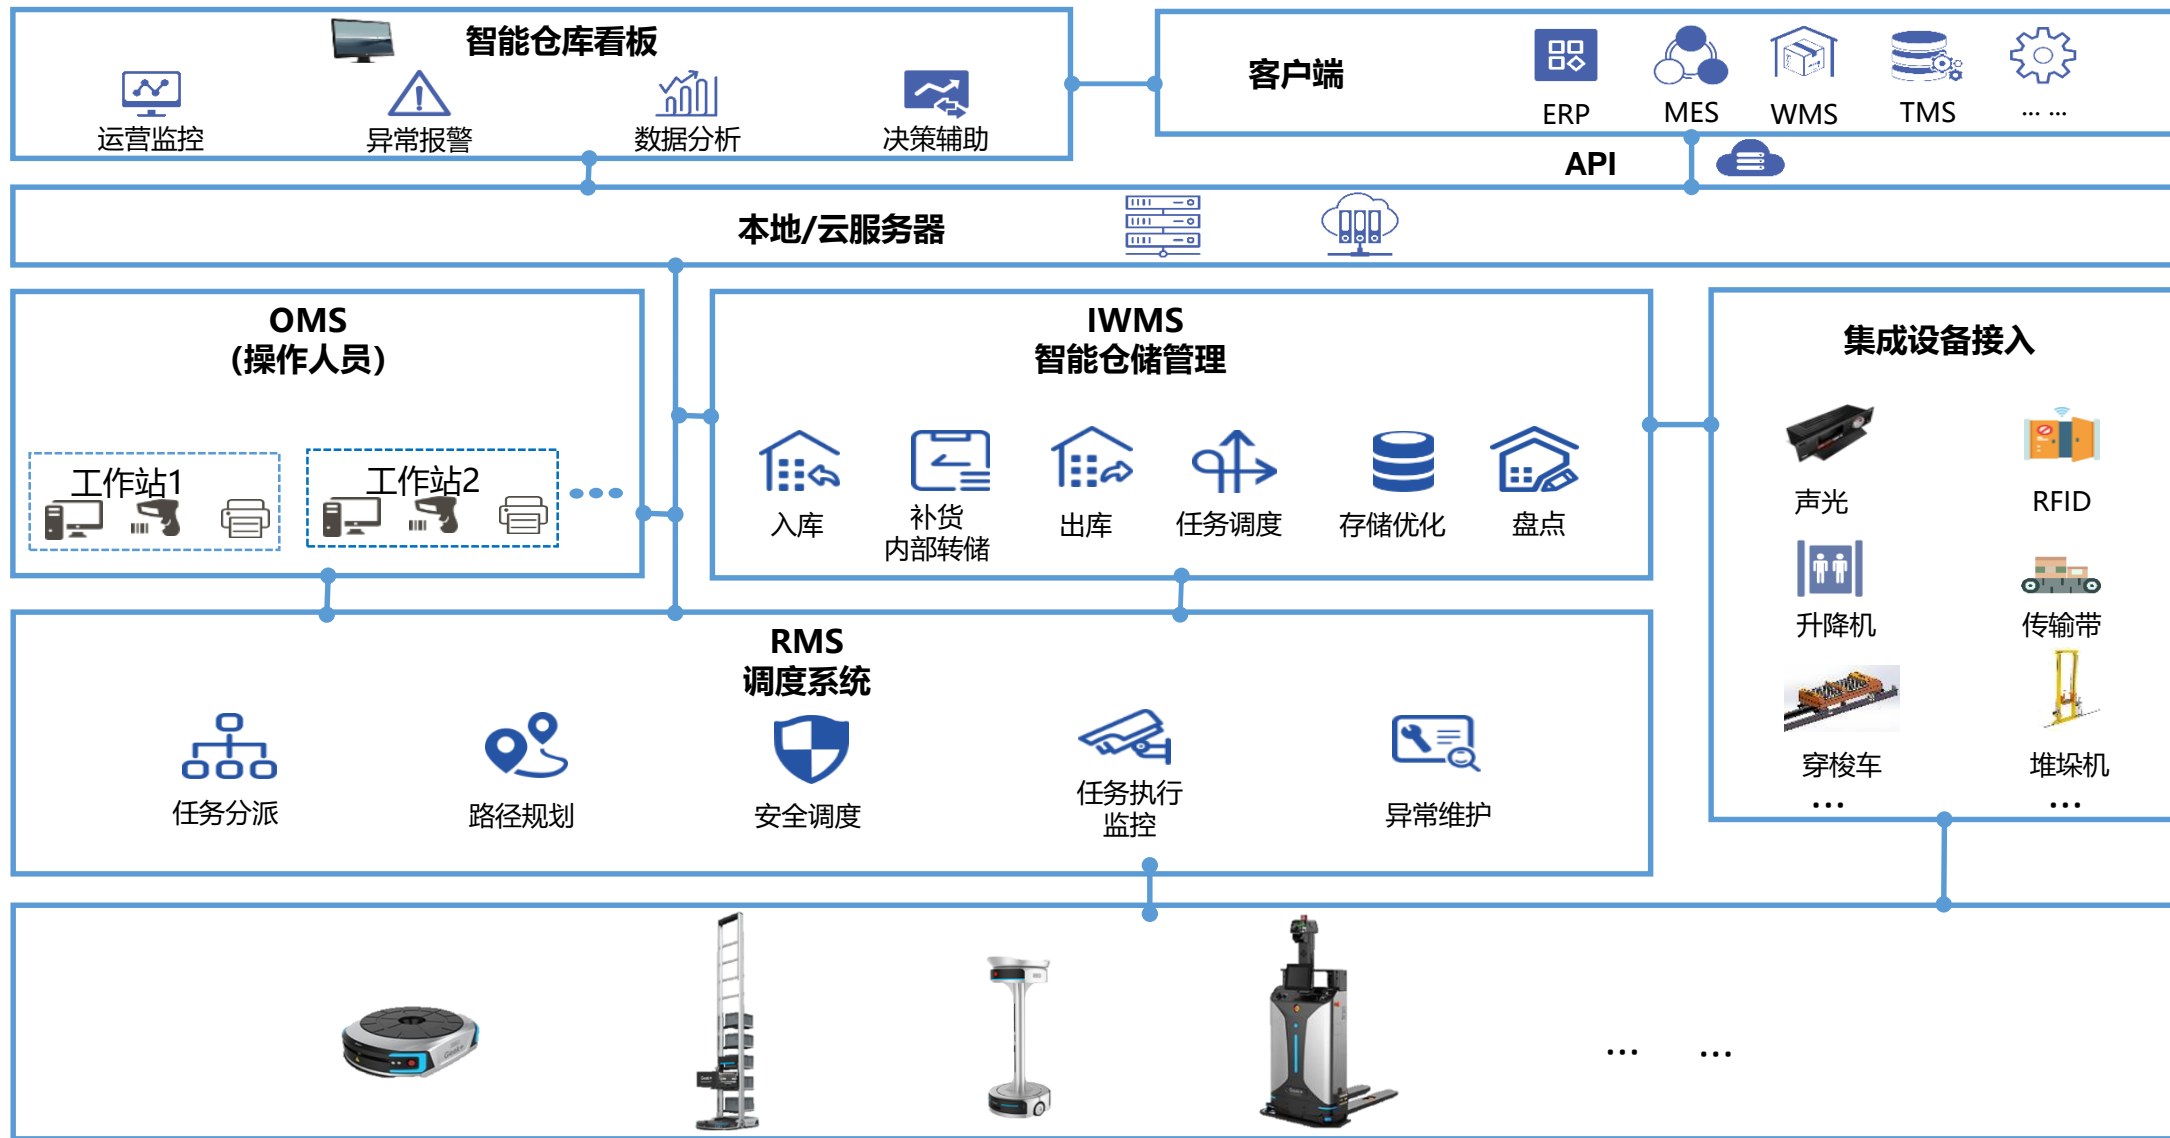 智能仓库看板
运营监控
异常报警
数据分析
决策辅助
客户端
ERP
MES
WMS
TMS
... ...
API
本地/云服务器
OMS
(操作人员)
工作站1
工作站2
IWMS
智能仓储管理
入库
补货
内部转储
出库
任务调度
存储优化
盘点
集成设备接入
声光
RFID
升降机
传输带
穿梭车
堆垛机
...
...
RMS
调度系统
任务分派
路径规划
安全调度
任务执行
监控
异常维护
Geek+
... ...